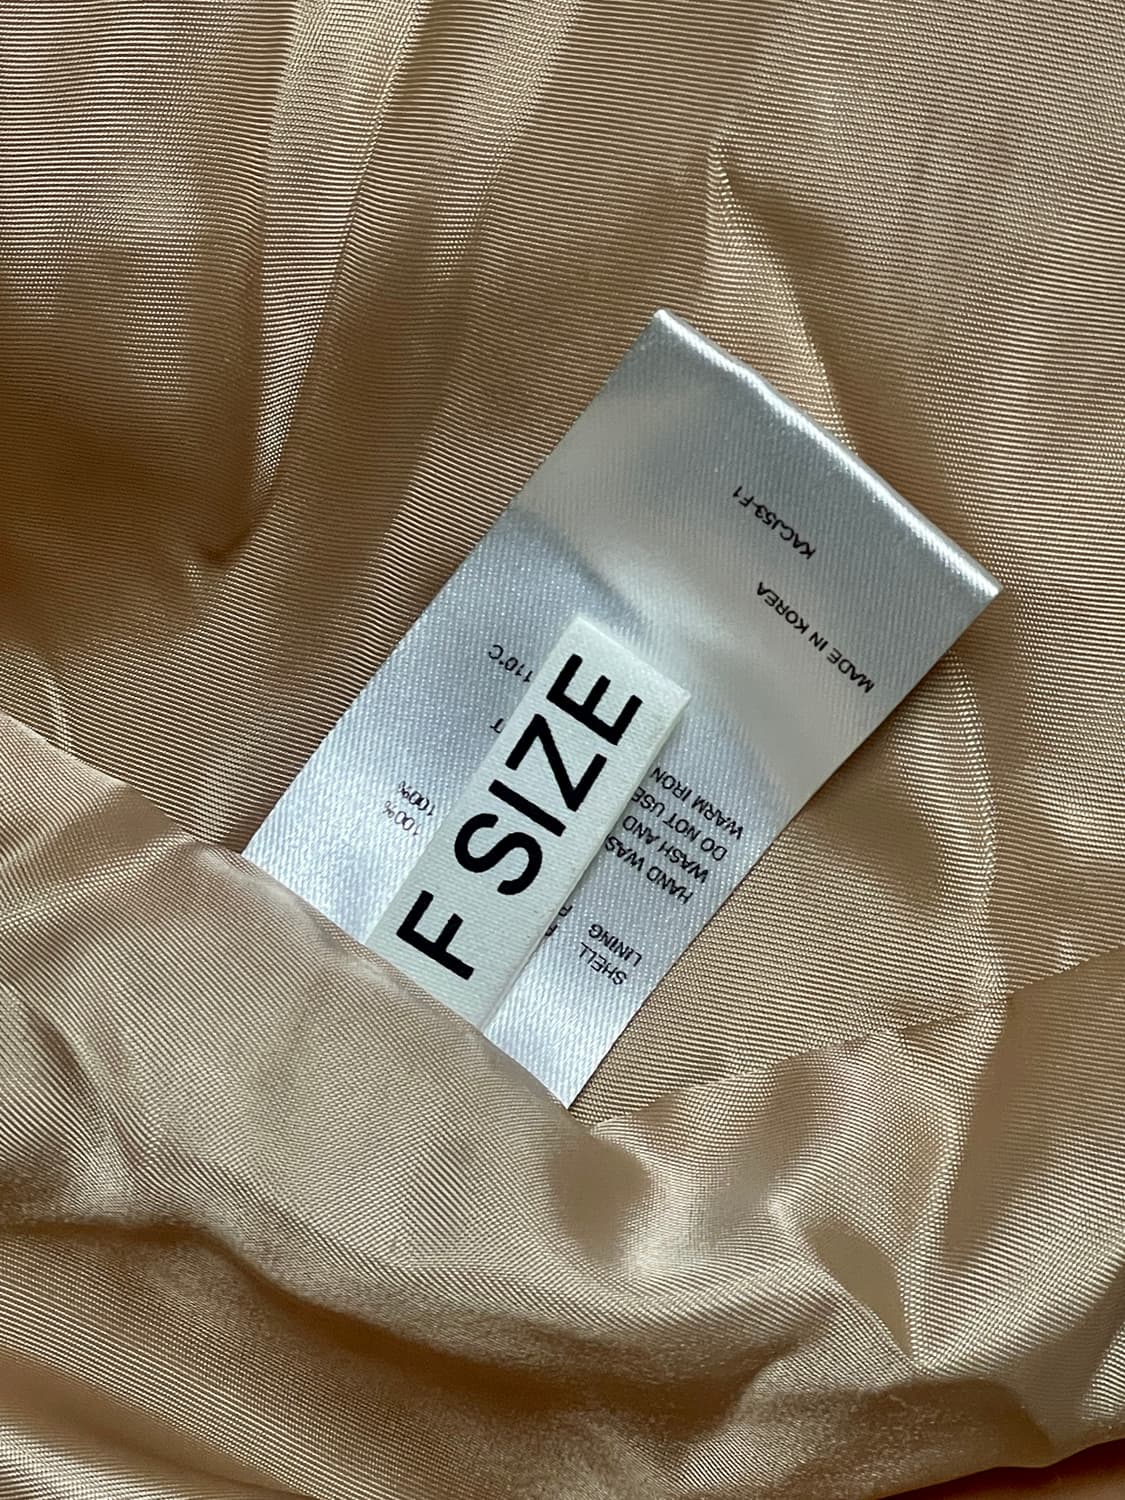 F SIZE
SHELL 100%
LINING 100%
HAND WAS
WASH AND
DO NOT USE
WARM IRON 110°C
MADE IN KOREA
KACJ53-F1